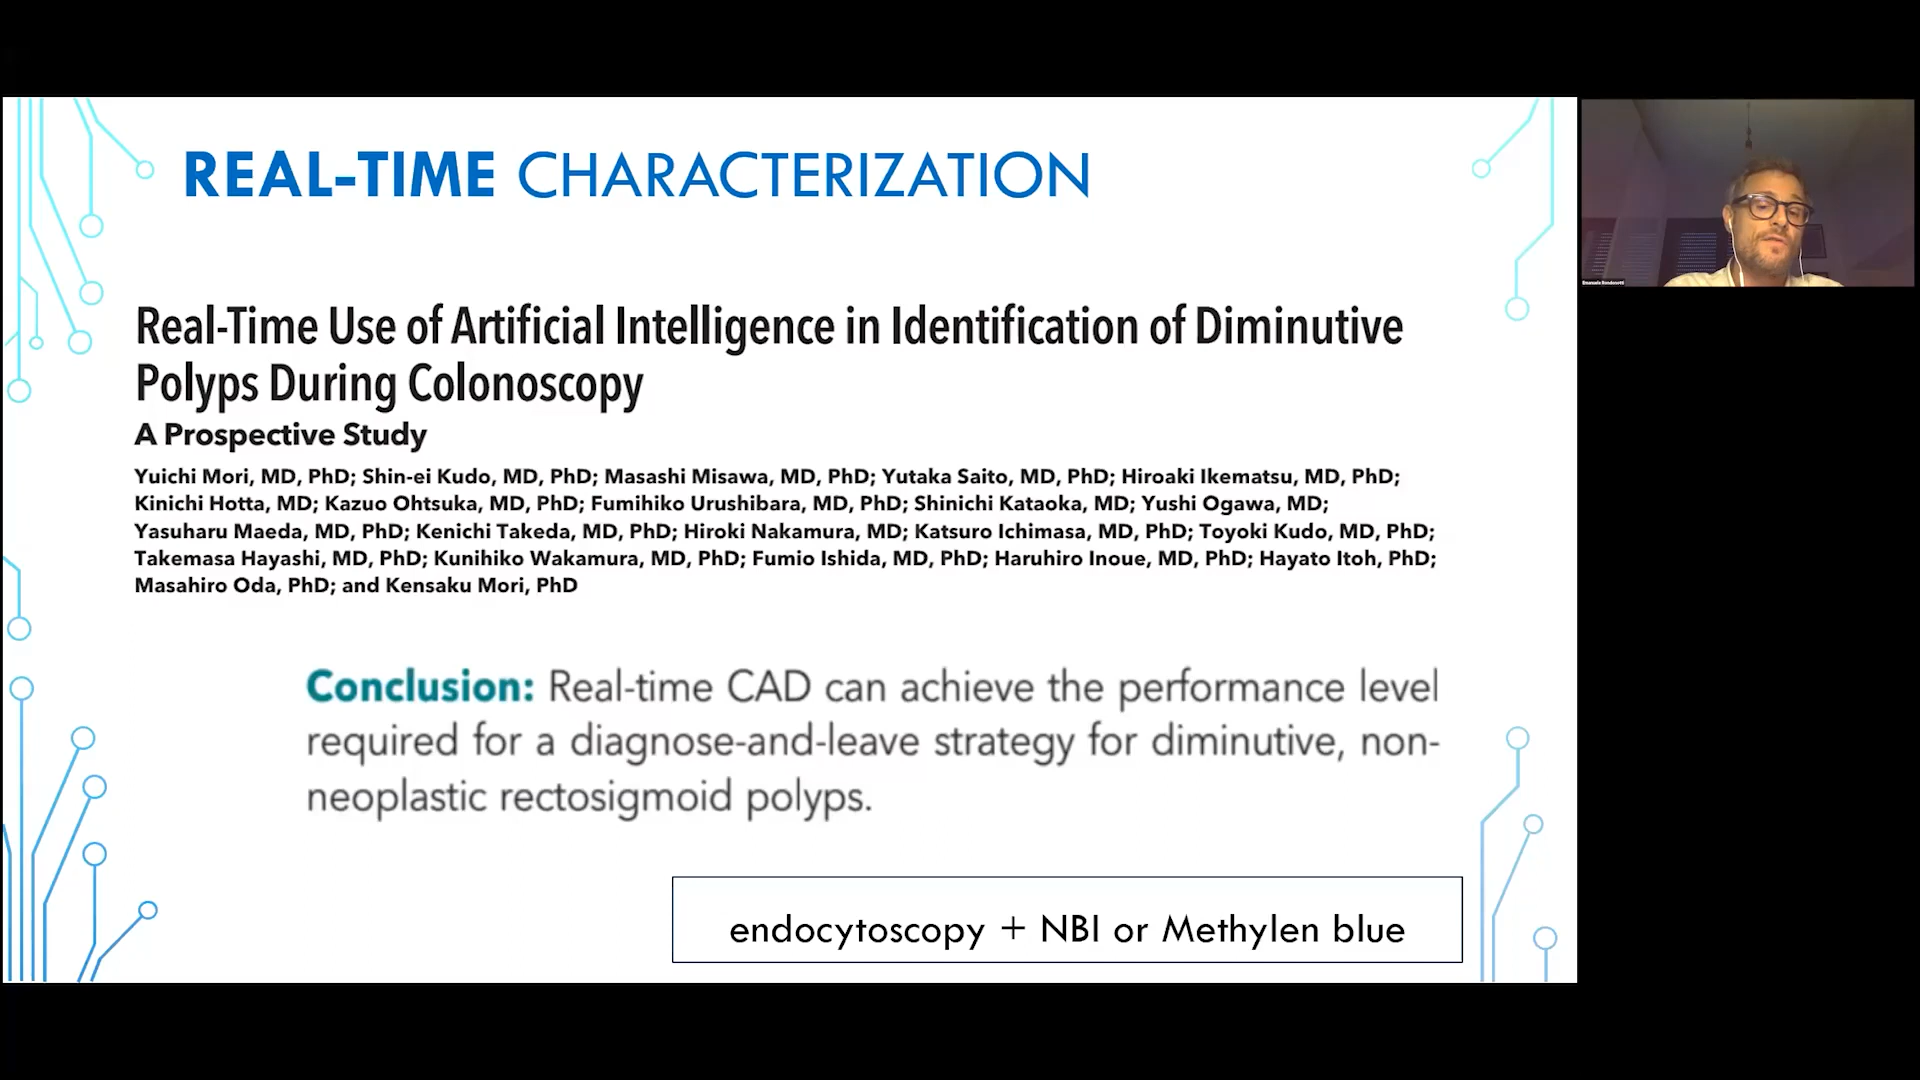 REAL-TIME CHARACTERIZATION
Real-Time Use of Artificial Intelligence in Identification of Diminutive
Polyps During Colonoscopy
A Prospective Study
Yuichi Mori, MD, PhD; Shin-ei Kudo, MD, PhD; Masashi Misawa, MD, PhD; Yutaka Saito, MD, PhD; Hiroaki Ikematsu, MD, PhD;
Kinichi Hotta, MD; Kazuo Ohtsuka, MD, PhD; Fumihiko Urushibara, MD, PhD; Shinichi Kataoka, MD; Yushi Ogawa, MD;
Yasuharu Maeda, MD, PhD; Kenichi Takeda, MD, PhD; Hiroki Nakamura, MD; Katsuro Ichimasa, MD, PhD; Toyoki Kudo, MD, PhD;
Takemasa Hayashi, MD, PhD; Kunihiko Wakamura, MD, PhD; Fumio Ishida, MD, PhD; Haruhiro Inoue, MD, PhD; Hayato Itoh, PhD;
Masahiro Oda, PhD; and Kensaku Mori, PhD
Conclusion: Real-time CAD can achieve the performance level
required for a diagnose-and-leave strategy for diminutive, non-
neoplastic rectosigmoid polyps.
endocytoscopy + NBI or Methylen blue
Emanuele Rondonotti